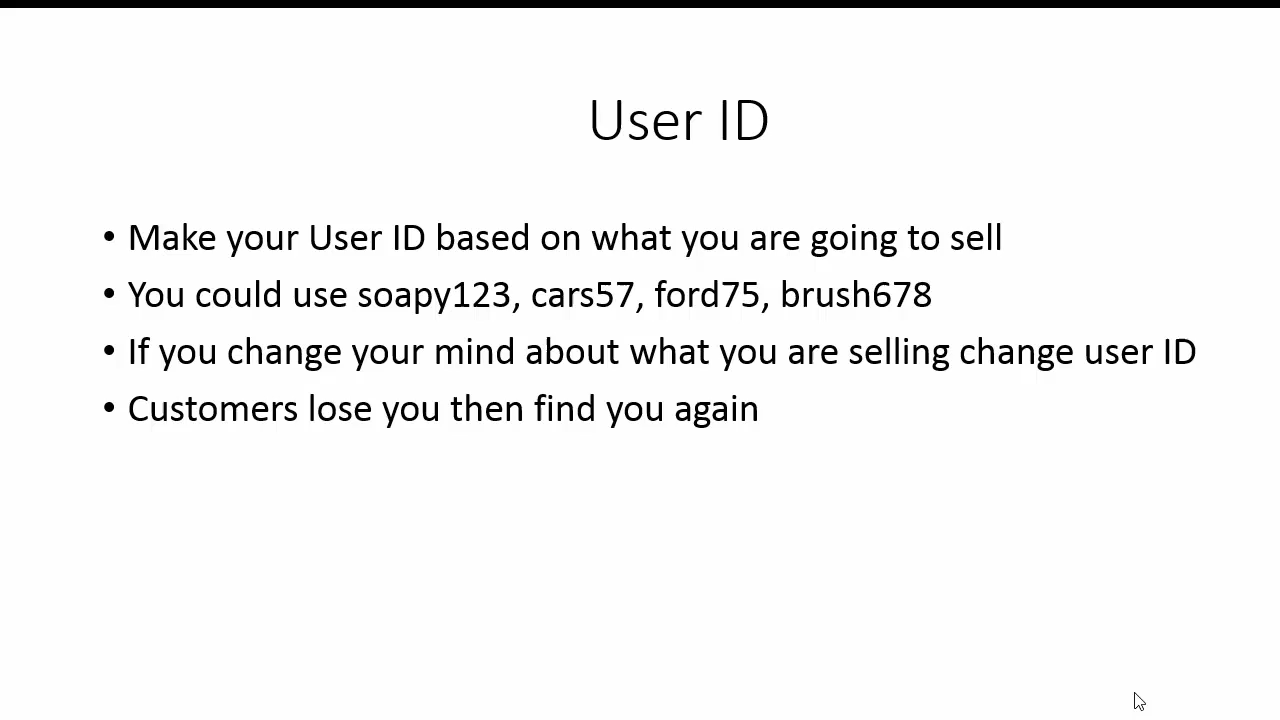 User ID
• Make your User ID based on what you are going to sell
• You could use soapy123, cars57, ford75, brush678
• If you change your mind about what you are selling change user ID
• Customers lose you then find you again